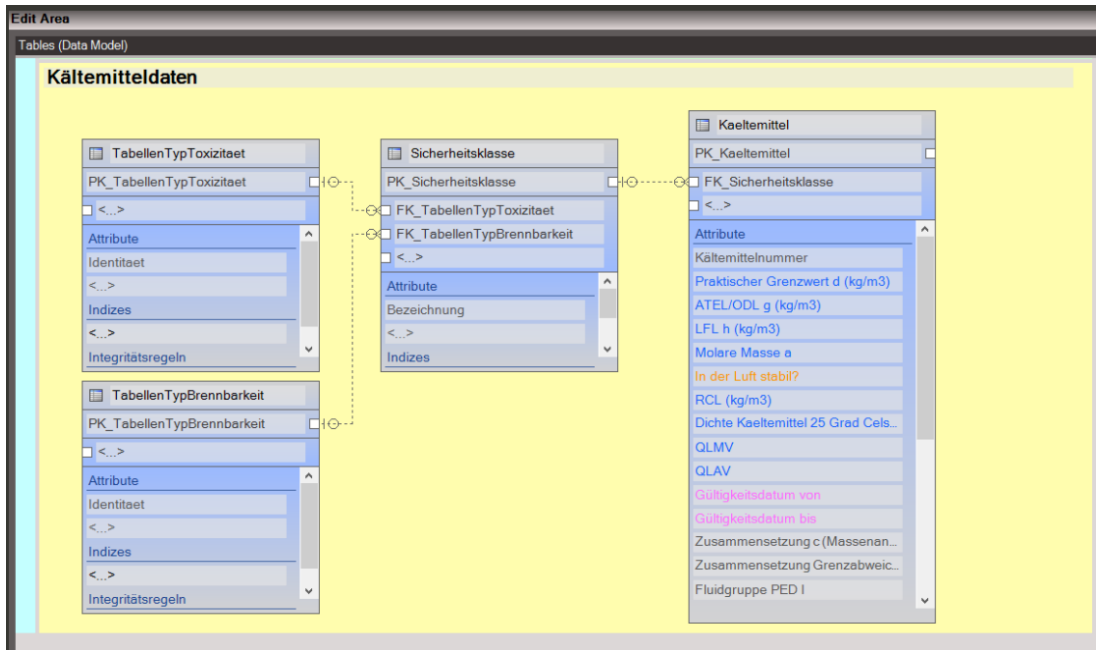 Edit Area
Tables (Data Model)
Kältemitteldaten
TabellenTypToxizitaet
PK_TabellenTypToxizitaet
<...>
Attribute
Identitaet
<...>
Indizes
<...>
Integritätsregeln
TabellenTypBrennbarkeit
PK_TabellenTypBrennbarkeit
<...>
Attribute
Identitaet
<...>
Indizes
<...>
Integritätsregeln
Sicherheitsklasse
PK_Sicherheitsklasse
FK_TabellenTypToxizitaet
FK_TabellenTypBrennbarkeit
<...>
Attribute
Bezeichnung
<...>
Indizes
Kaeltemittel
PK_Kaeltemittel
FK_Sicherheitsklasse
<...>
Attribute
Kältemittelnummer
Praktischer Grenzwert d (kg/m3)
ATEL/ODL g (kg/m3)
LFL h (kg/m3)
Molare Masse a
In der Luft stabil?
RCL (kg/m3)
Dichte Kaeltemittel 25 Grad Cels...
QLMV
QLAV
Gültigkeitsdatum von
Gültigkeitsdatum bis
Zusammensetzung c (Massenan...
Zusammensetzung Grenzabweic...
Fluidgruppe PED I